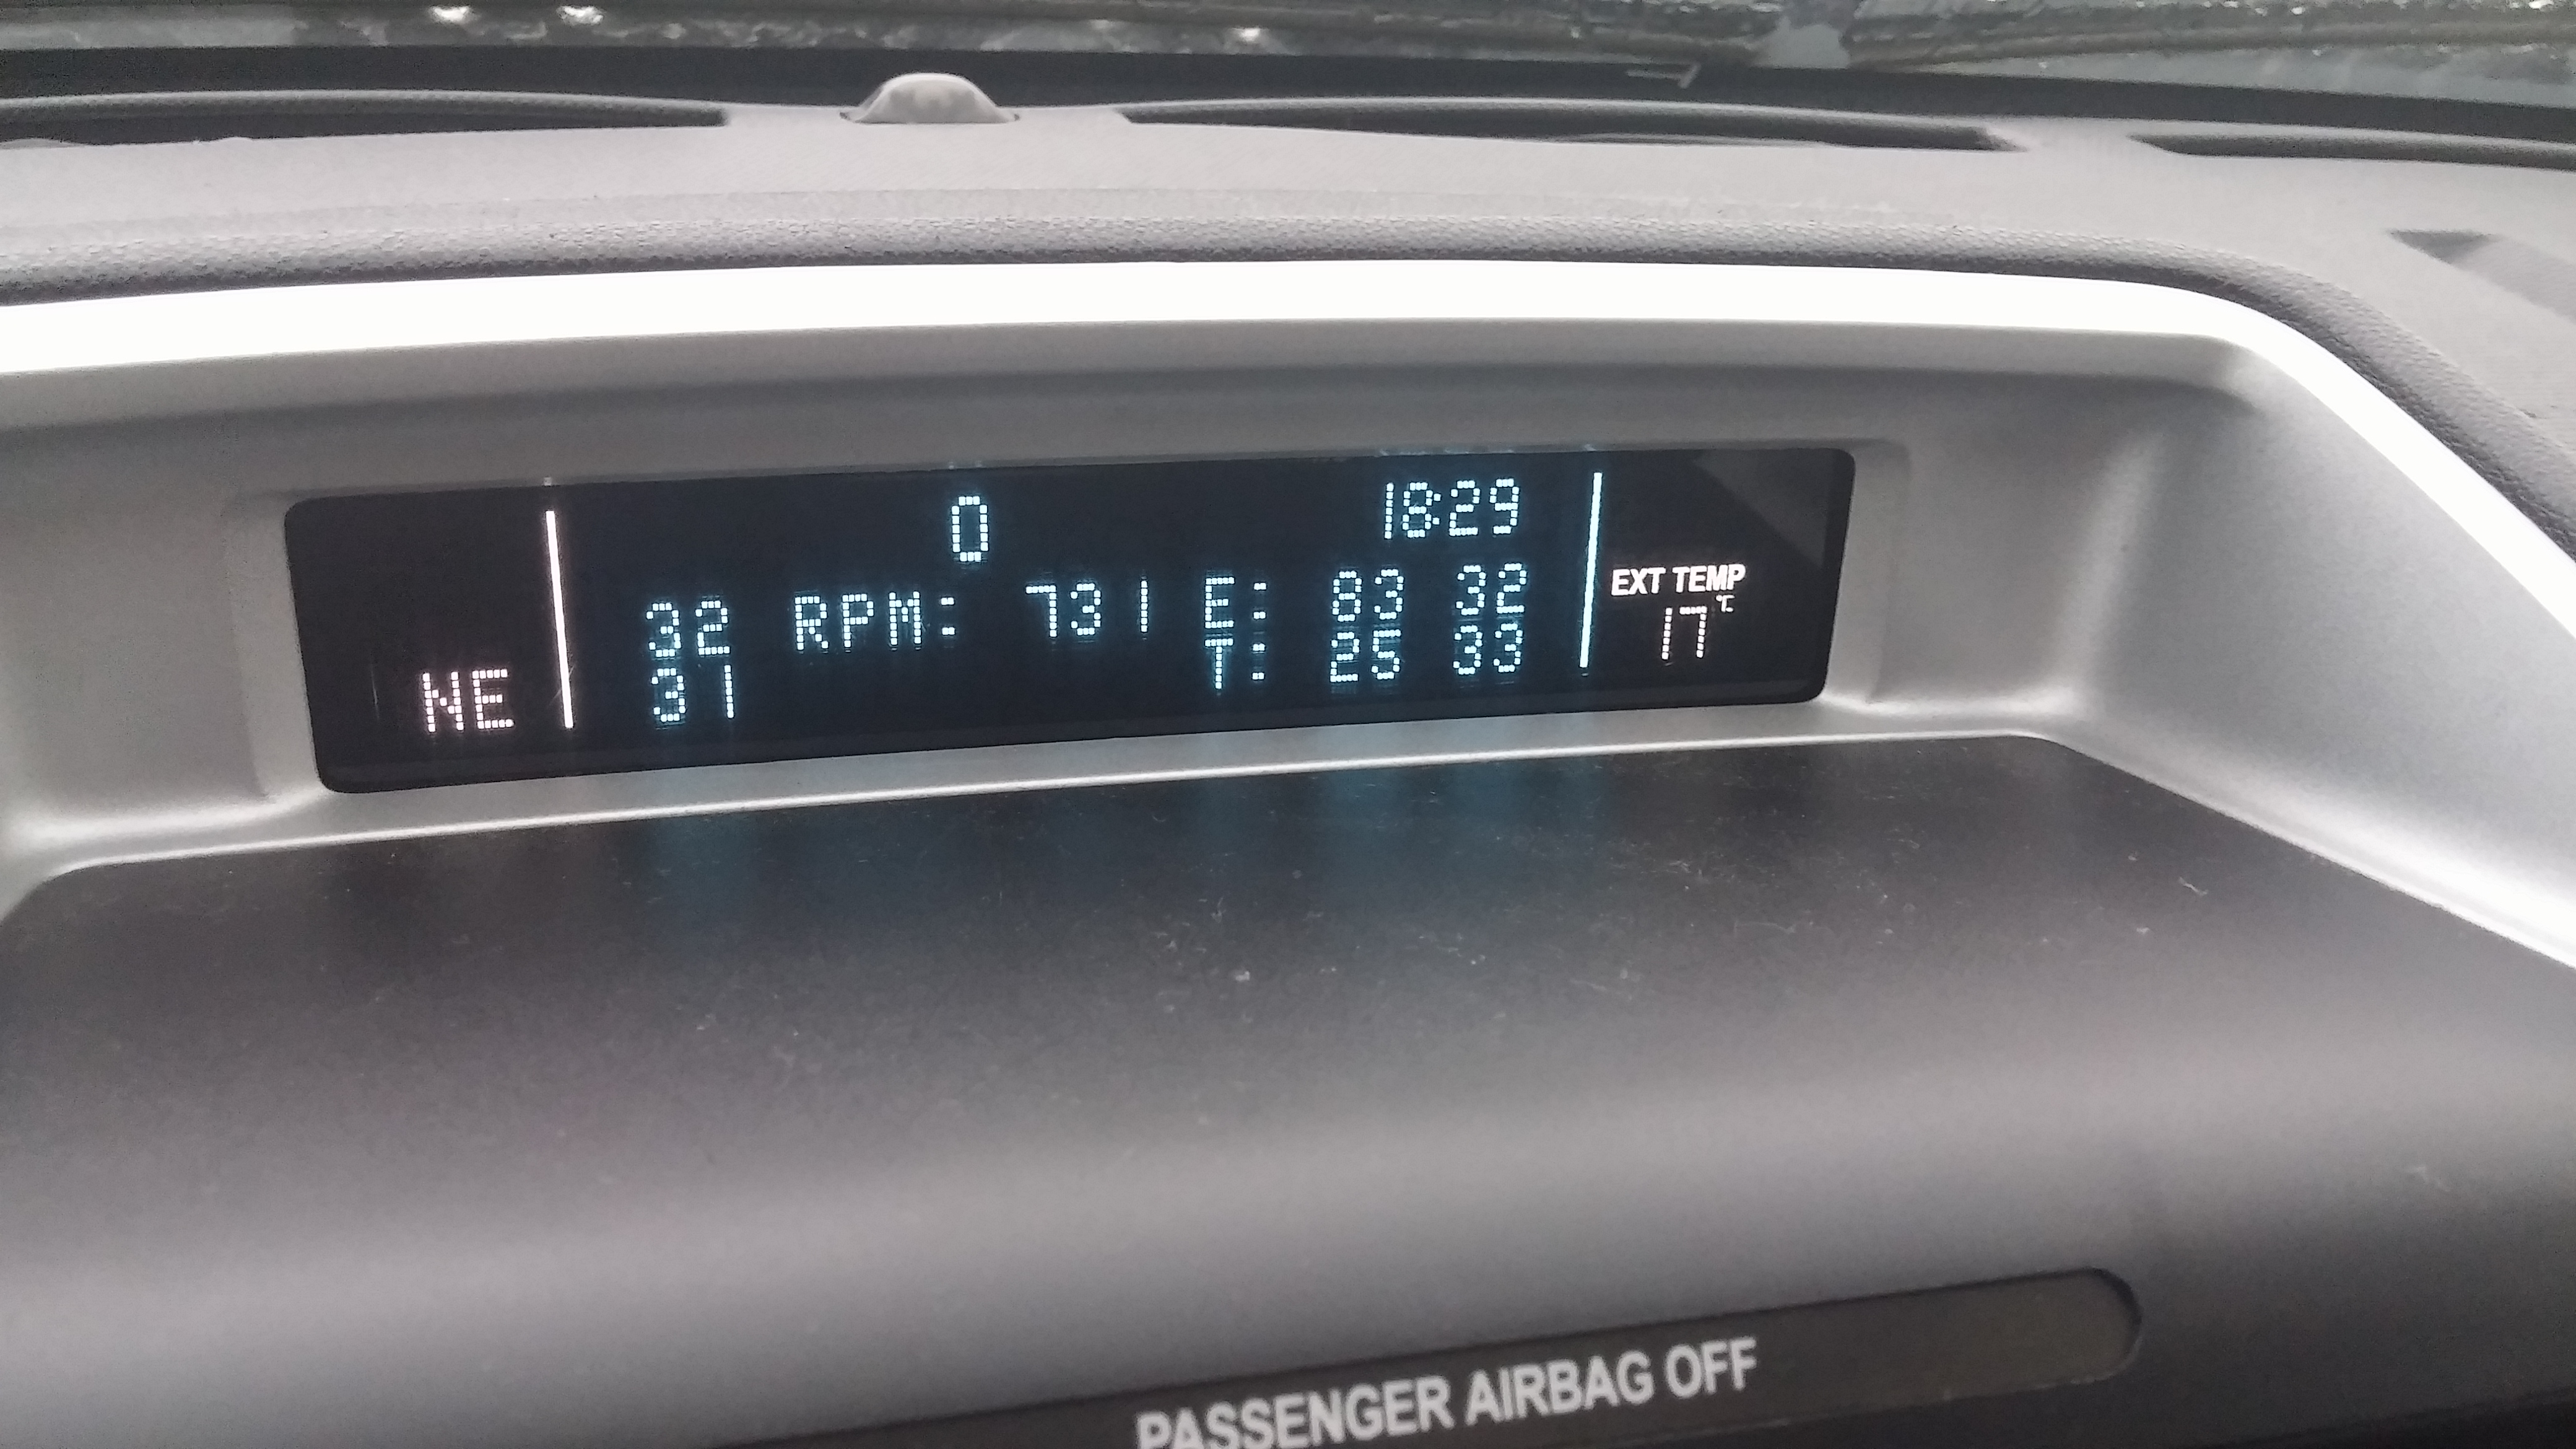 0 18:29
32 RPM: 731 E: 83 32
NE 31 T: 25 33
EXT TEMP
17 °C
PASSENGER AIRBAG OFF